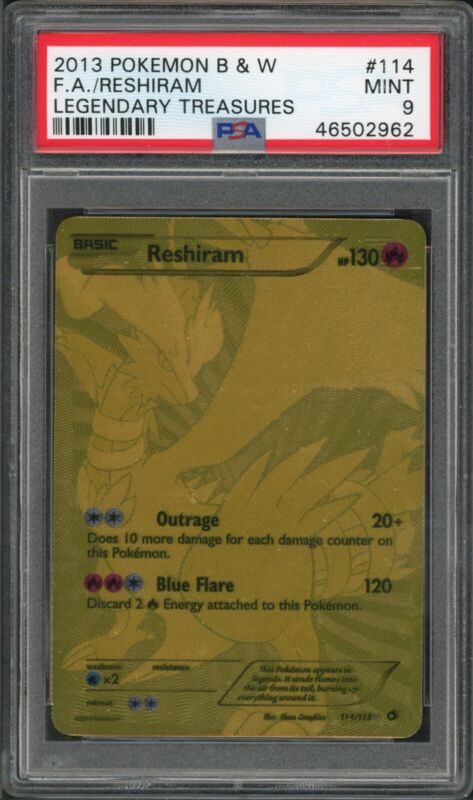 2013 POKEMON B & W #114
F.A./RESHIRAM MINT
LEGENDARY TREASURES 9
PSA 46502962
BASIC Reshiram HP130
Outrage 20+
Does 10 more damage for each damage counter on
this Pokémon.
Blue Flare 120
Discard 2 Energy attached to this Pokémon.
weakness resistance
×2
retreat
This Pokémon appears in
legends. It sends flames into
the air from its tail, burning up
everything around it.
©2013 Pokémon
Illus. Shin Graphics 114/113